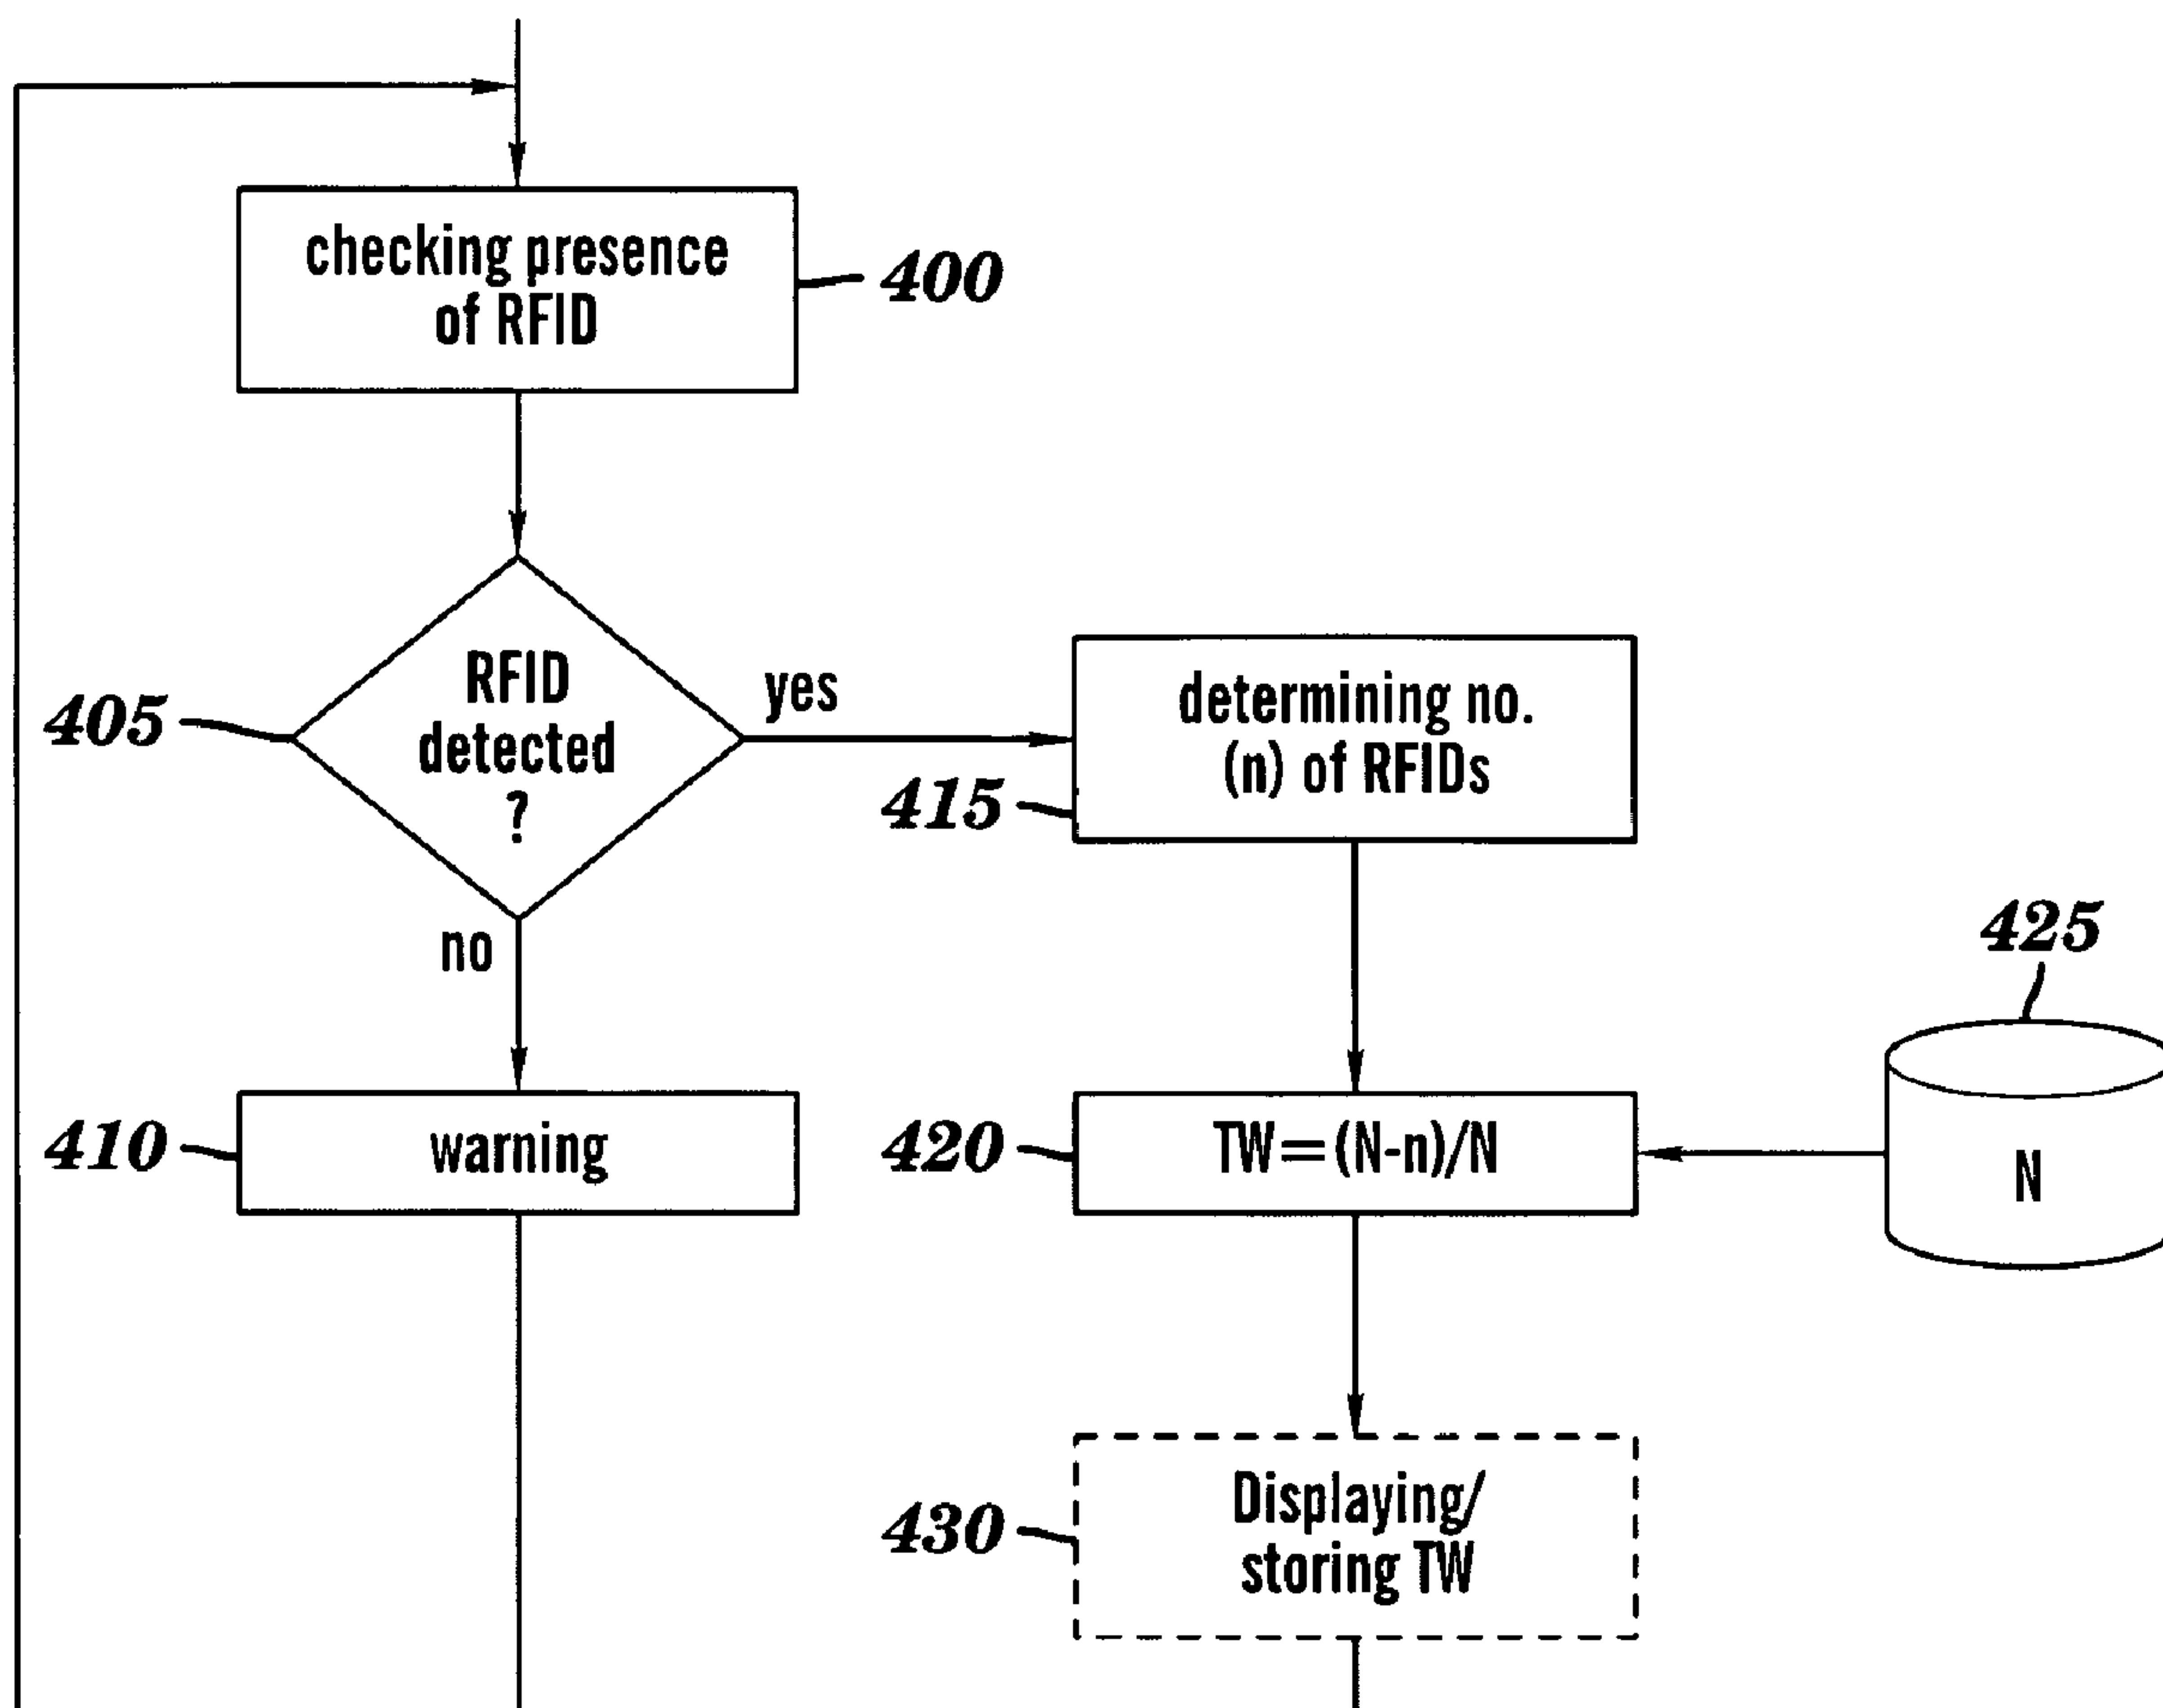 checking presence
of RFID
400
RFID
detected
?
405
yes
determining no.
(n) of RFIDs
415
no
425
410
warning
420
TW=(N-n)/N
N
430
Displaying/
storing TW